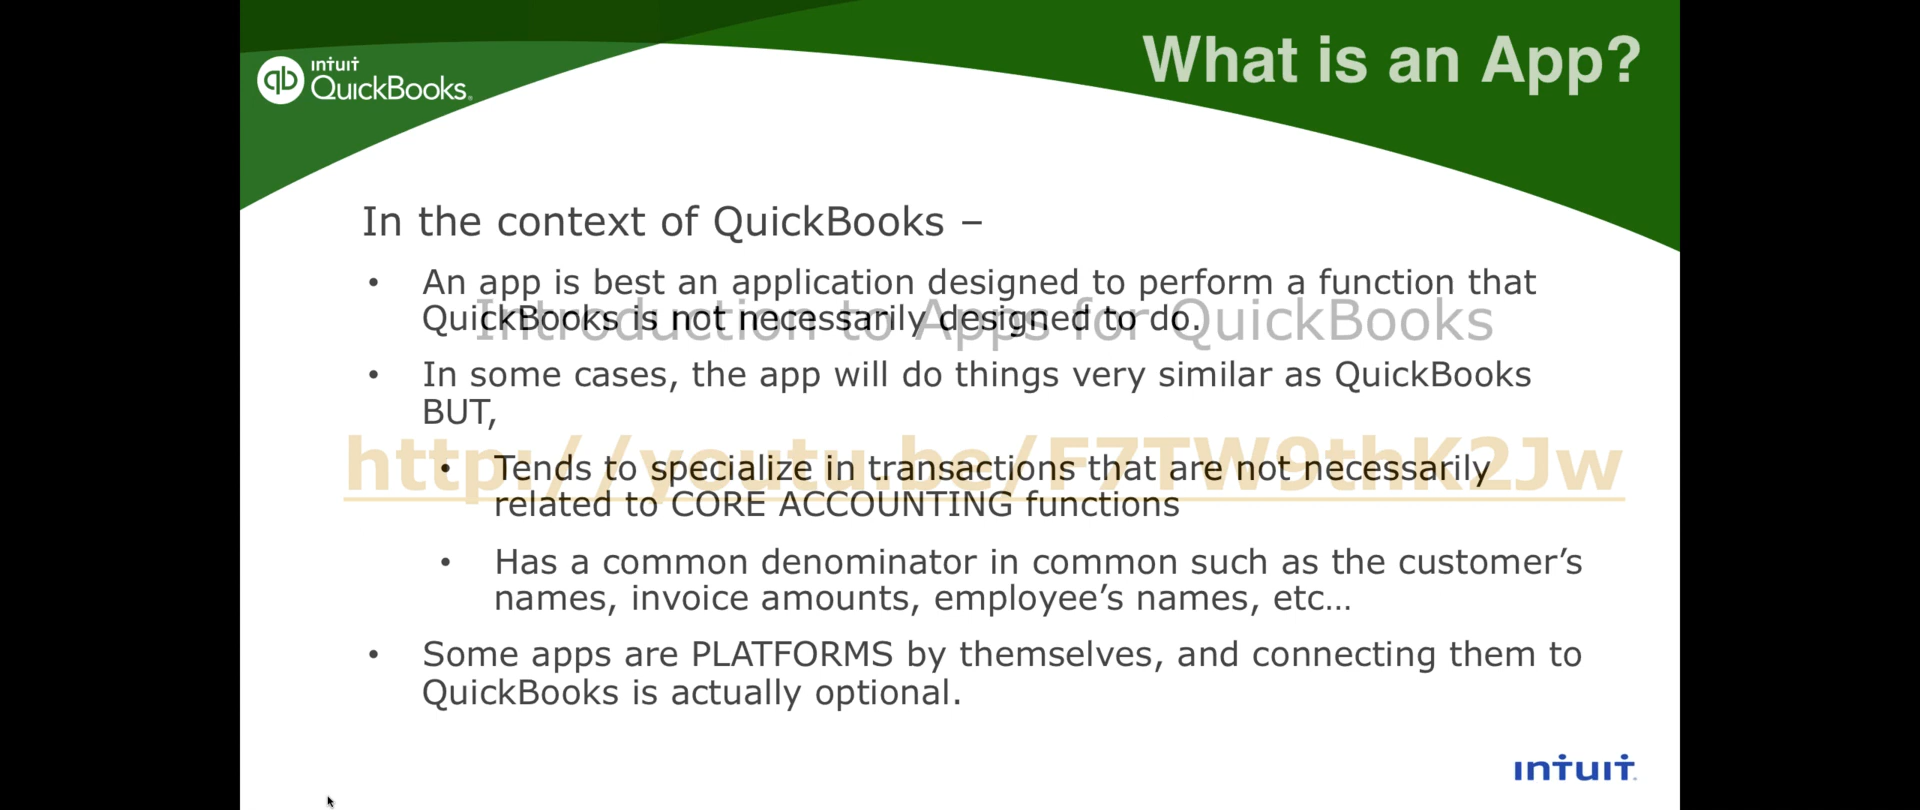 What is an App?
intuit
QuickBooks.
In the context of QuickBooks –
• An app is best an application designed to perform a function that
QuickBooks is not necessarily designed to do.
Introduction to Apps for QuickBooks
• In some cases, the app will do things very similar as QuickBooks
BUT,
http://youtu.be/F7TW9thK2Jw
• Tends to specialize in transactions that are not necessarily
related to CORE ACCOUNTING functions
• Has a common denominator in common such as the customer’s
names, invoice amounts, employee’s names, etc…
• Some apps are PLATFORMS by themselves, and connecting them to
QuickBooks is actually optional.
intuit.